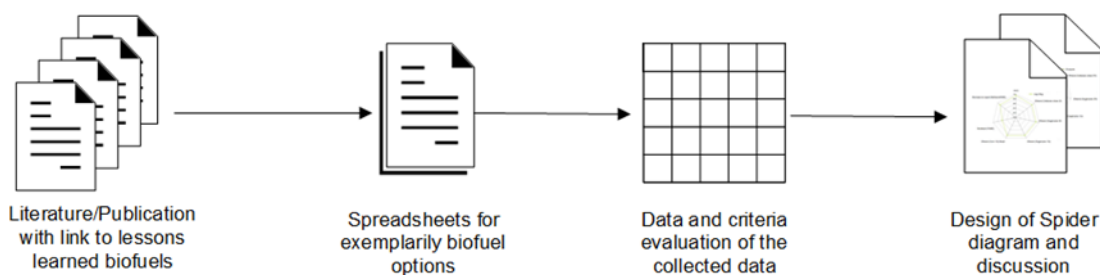 Literature/Publication
with link to lessons
learned biofuels
Spreadsheets for
exemplarily biofuel
options
Data and criteria
evaluation of the
collected data
Design of Spider
diagram and
discussion